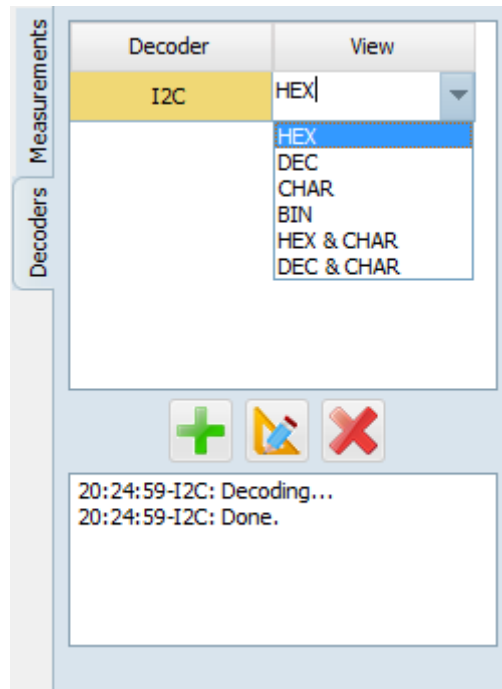 Measurements
Decoders
Decoder View
I2C HEX
HEX
DEC
CHAR
BIN
HEX & CHAR
DEC & CHAR
20:24:59-I2C: Decoding...
20:24:59-I2C: Done.